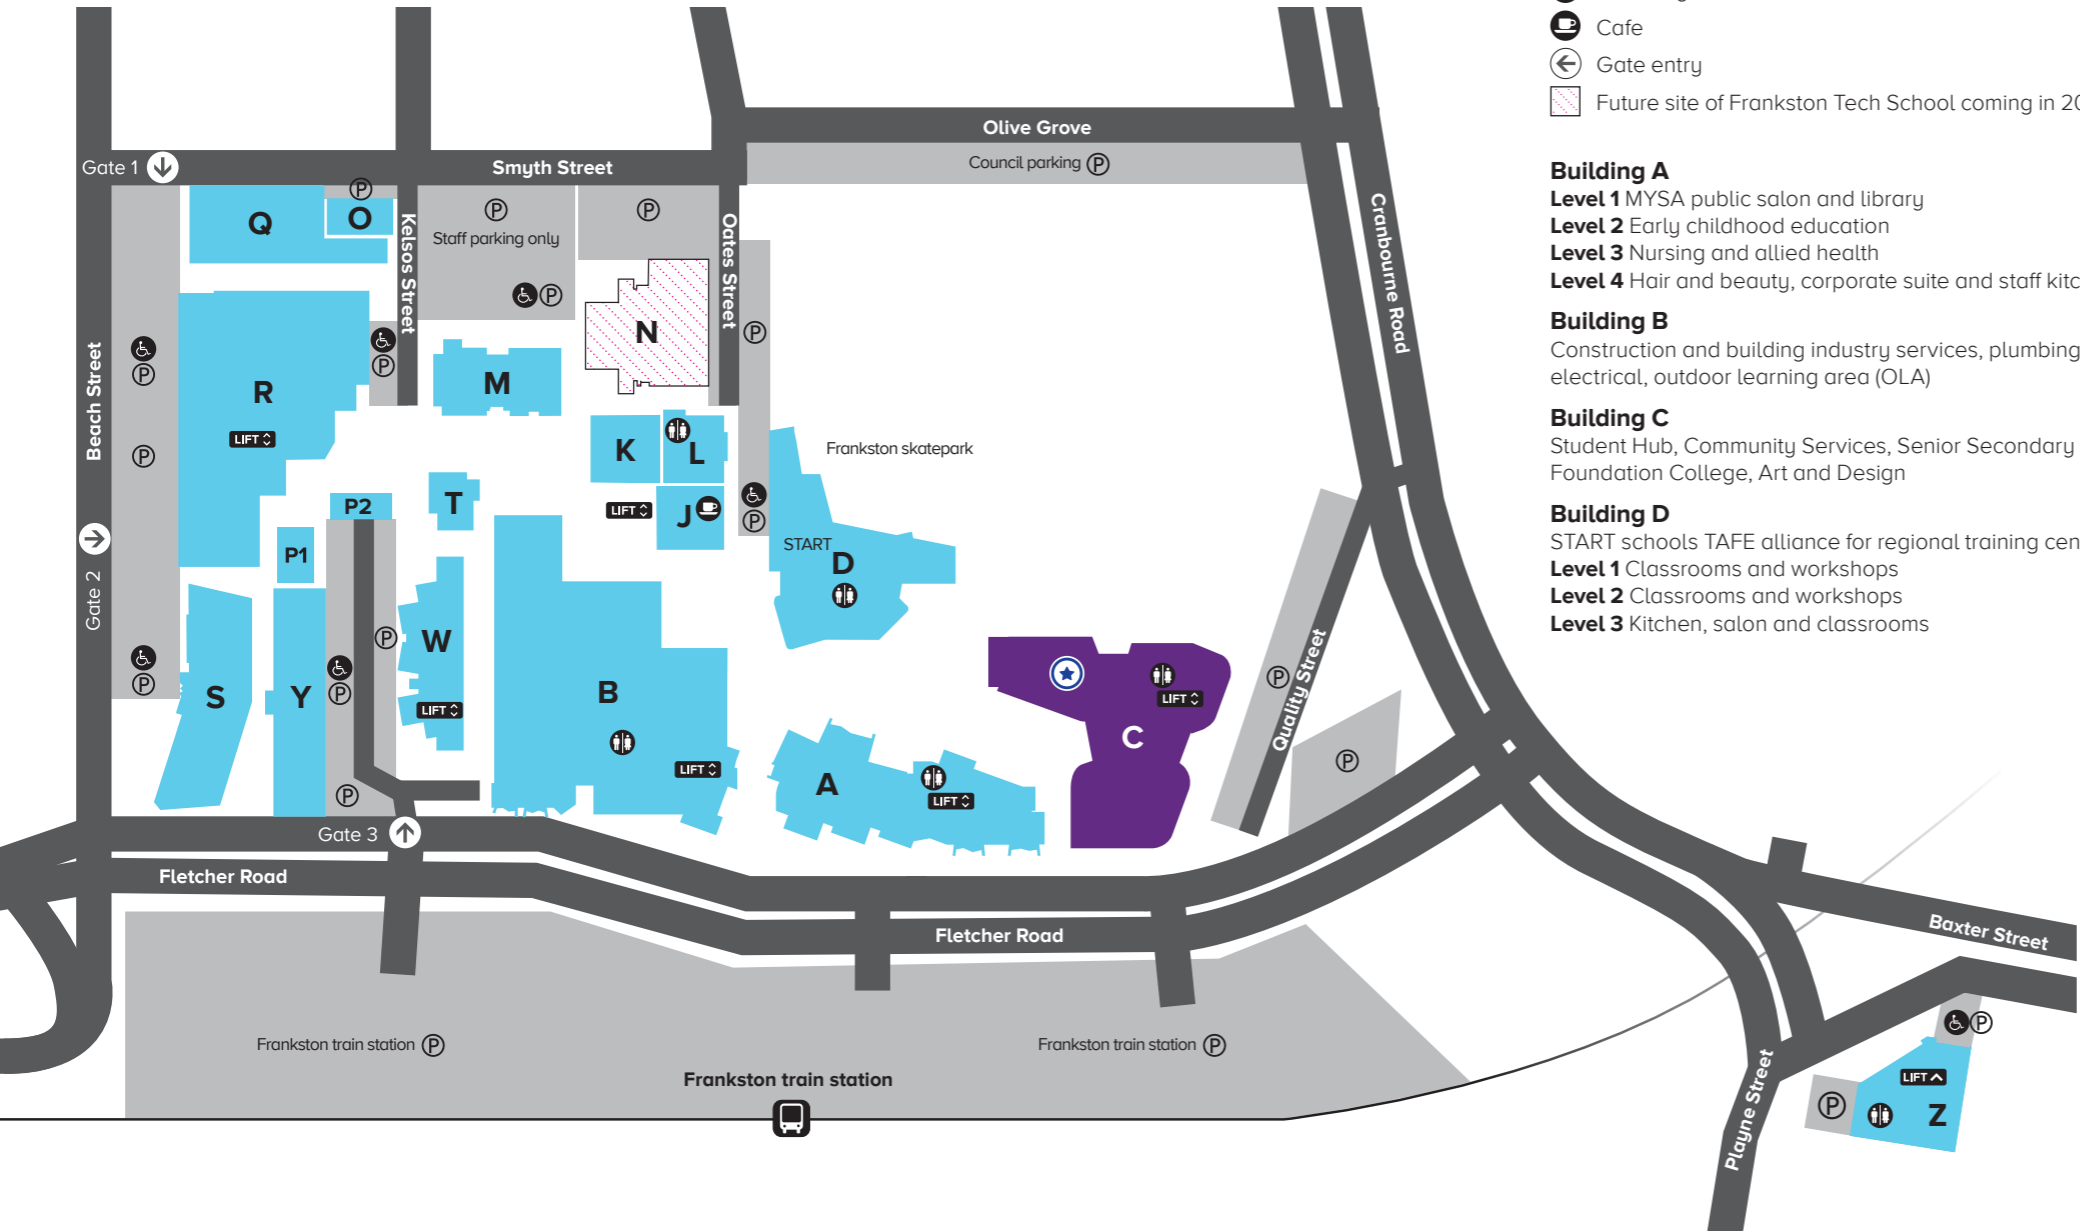 Cafe
Gate entry
Future site of Frankston Tech School coming in 20
Building A
Level 1 MYSA public salon and library
Level 2 Early childhood education
Level 3 Nursing and allied health
Level 4 Hair and beauty, corporate suite and staff kitc
Building B
Construction and building industry services, plumbing
electrical, outdoor learning area (OLA)
Building C
Student Hub, Community Services, Senior Secondary
Foundation College, Art and Design
Building D
START schools TAFE alliance for regional training cen
Level 1 Classrooms and workshops
Level 2 Classrooms and workshops
Level 3 Kitchen, salon and classrooms
Olive Grove
Council parking P
Gate 1
Smyth Street
P
Q
O
Kelsos Street
P
Staff parking only
P
P
Oates Street
N
P
Cranbourne Road
Beach Street
P
P
R
LIFT
P
M
K
L
Frankston skatepark
P2
T
LIFT
J
P
P1
START
D
Gate 2
P
S
Y
P
P
W
LIFT
B
LIFT
A
LIFT
C
LIFT
P
Quality Street
P
P
Gate 3
Fletcher Road
Fletcher Road
Baxter Street
Frankston train station P
Frankston train station P
Frankston train station
Playne Street
P
P
LIFT
Z